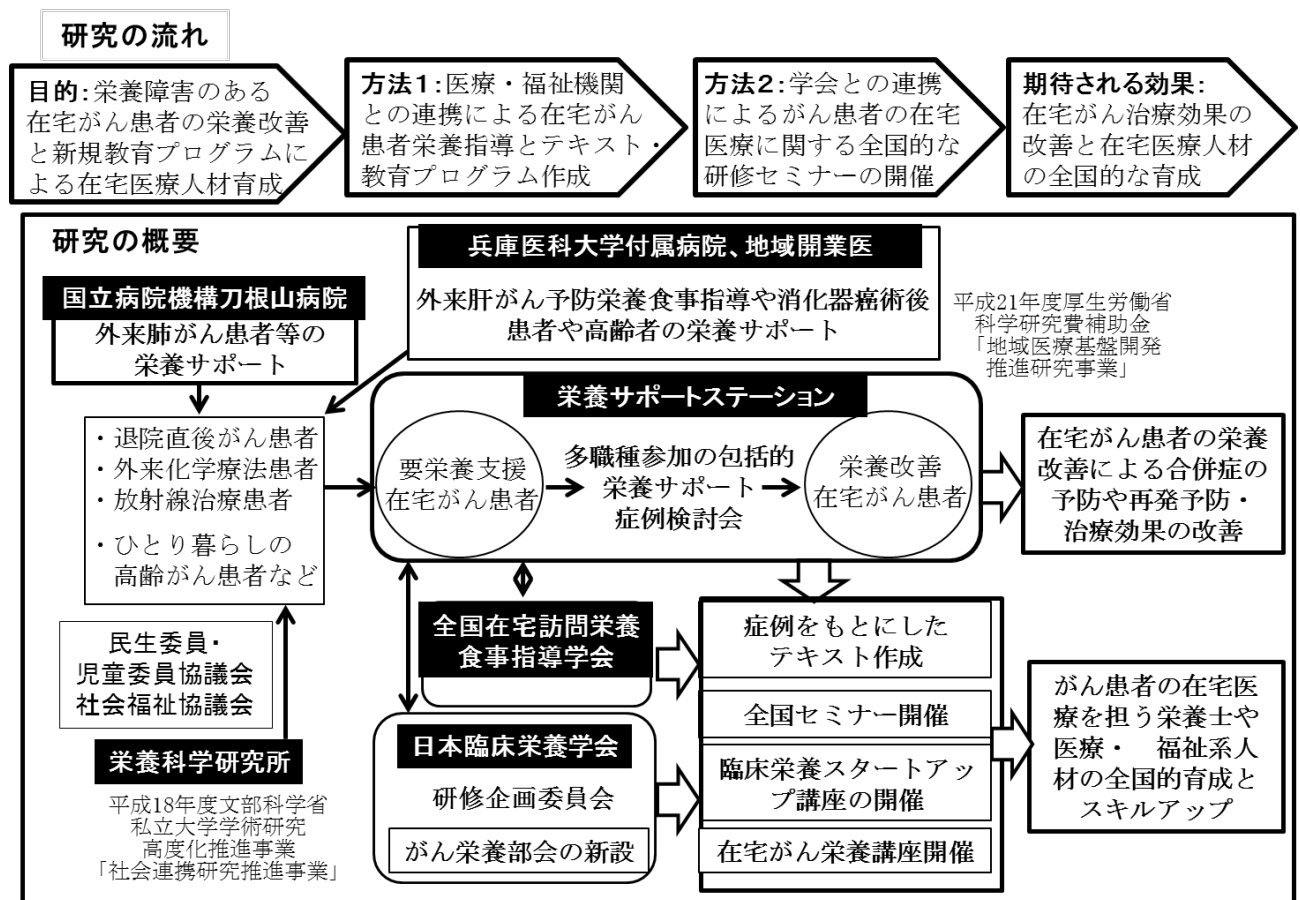 研究の流れ
目的:栄養障害のある
在宅がん患者の栄養改善
と新規教育プログラムに
よる在宅医療人材育成
方法1:医療・福祉機関
との連携による在宅がん
患者栄養指導とテキスト・
教育プログラム作成
方法2:学会との連携
によるがん患者の在宅
医療に関する全国的な
研修セミナーの開催
期待される効果:
在宅がん治療効果の
改善と在宅医療人材
の全国的な育成
研究の概要
兵庫医科大学付属病院、地域開業医
外来肝がん予防栄養食事指導や消化器癌術後
患者や高齢者の栄養サポート
国立病院機構刀根山病院
外来肺がん患者等の
栄養サポート
平成21年度厚生労働省
科学研究費補助金
「地域医療基盤開発
推進研究事業」
・退院直後がん患者
・外来化学療法患者
・放射線治療患者
・ひとり暮らしの
高齢がん患者など
栄養サポートステーション
要栄養支援
在宅がん患者
多職種参加の包括的
栄養サポート
症例検討会
栄養改善
在宅がん患者
在宅がん患者の栄養
改善による合併症の
予防や再発予防・
治療効果の改善
民生委員・
児童委員協議会
社会福祉協議会
栄養科学研究所
平成18年度文部科学省
私立大学学術研究
高度化推進事業
「社会連携研究推進事業」
全国在宅訪問栄養
食事指導学会
日本臨床栄養学会
研修企画委員会
がん栄養部会の新設
症例をもとにした
テキスト作成
全国セミナー開催
臨床栄養スタートアッ
プ講座の開催
在宅がん栄養講座開催
がん患者の在宅医
療を担う栄養士や
医療・ 福祉系人
材の全国的育成と
スキルアップ